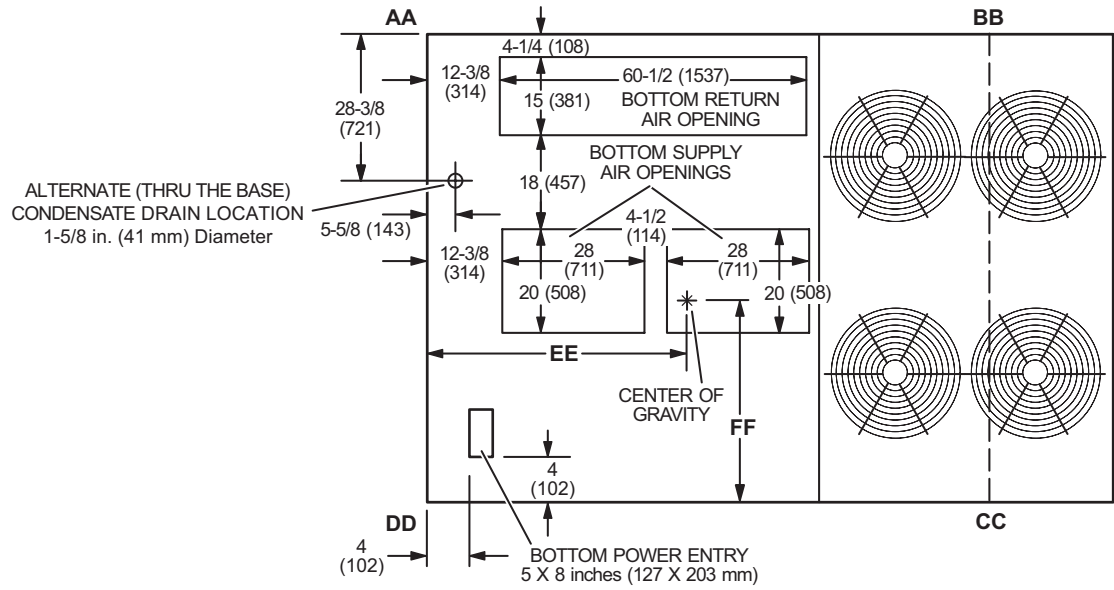 AA
BB
4-1/4 (108)
12-3/8
(314)
60-1/2 (1537)
28-3/8
(721)
15 (381)
BOTTOM RETURN
AIR OPENING
BOTTOM SUPPLY
AIR OPENINGS
18 (457)
ALTERNATE (THRU THE BASE)
CONDENSATE DRAIN LOCATION
1-5/8 in. (41 mm) Diameter
5-5/8 (143)
4-1/2
(114)
12-3/8
(314)
28
(711)
28
(711)
20 (508)
20 (508)
EE
CENTER OF
GRAVITY
FF
4
(102)
DD
CC
4
(102)
BOTTOM POWER ENTRY
5 X 8 inches (127 X 203 mm)